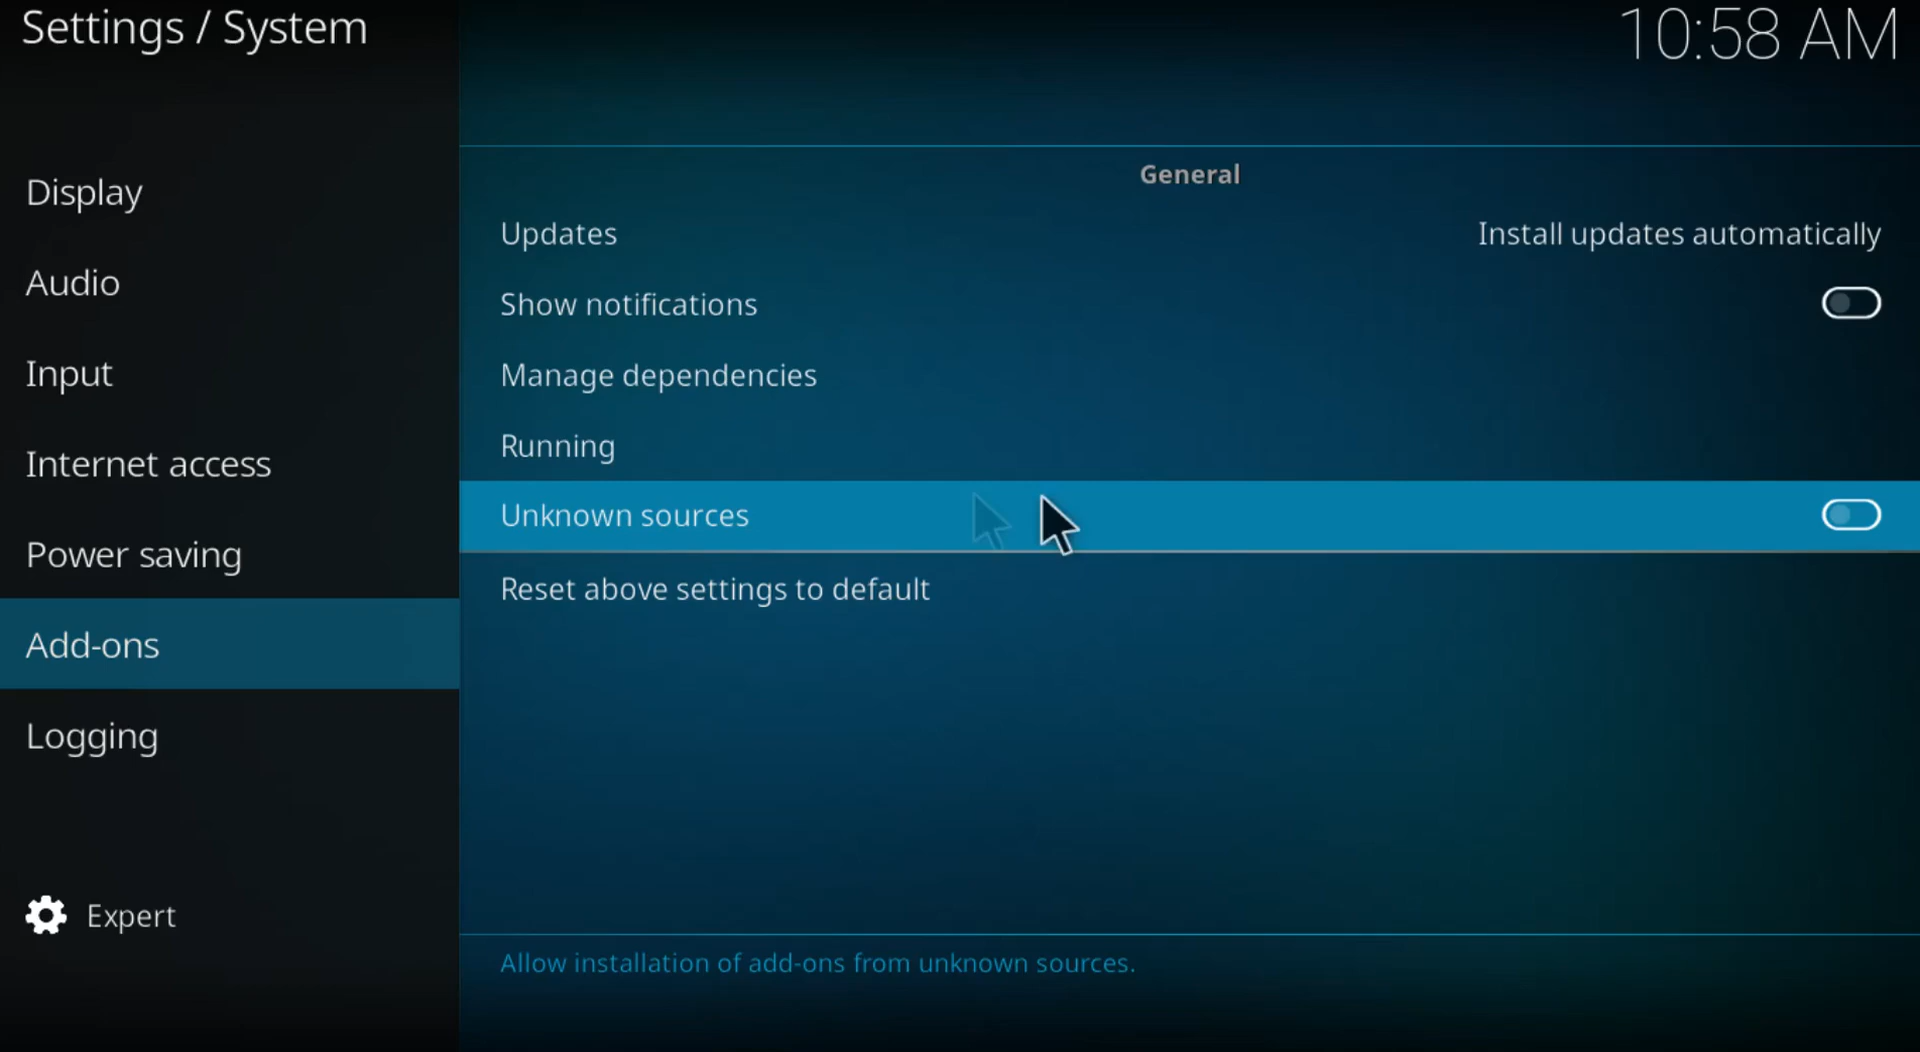 Settings / System
10:58 AM
Display
Audio
Input
Internet access
Power saving
Add-ons
Logging
Expert
General
Updates Install updates automatically
Show notifications
Manage dependencies
Running
Unknown sources
Reset above settings to default
Allow installation of add-ons from unknown sources.